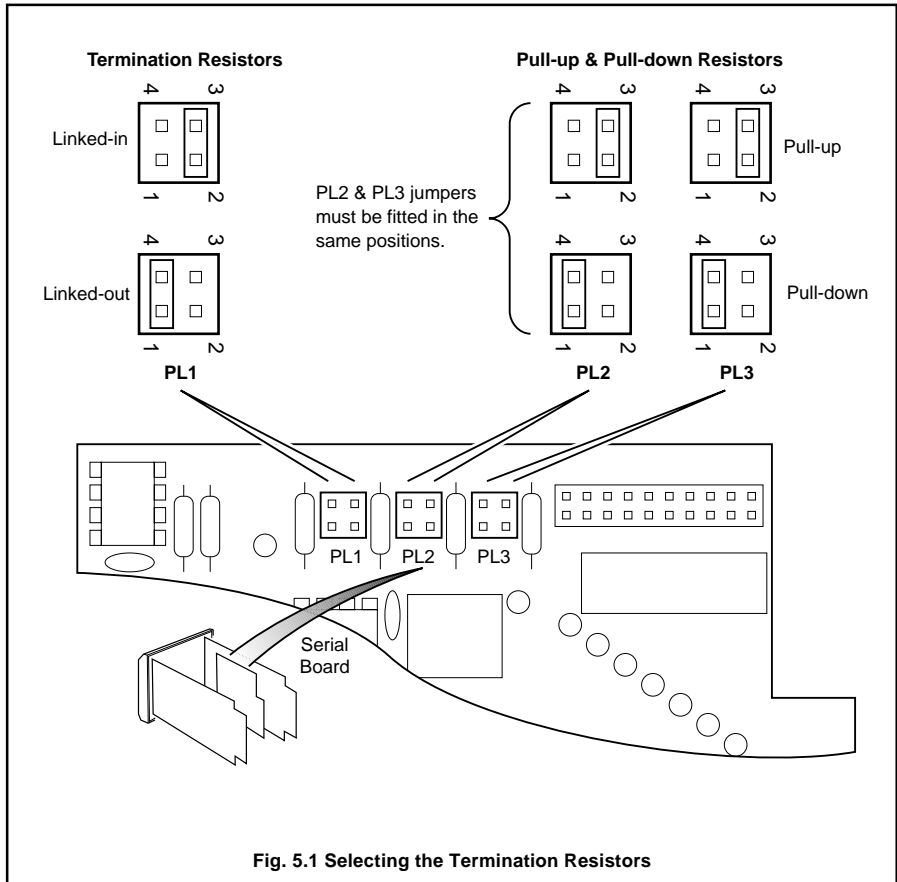 Termination Resistors
Pull-up & Pull-down Resistors
4 3
4 3
4 3
Linked-in
Pull-up
1 2
1 2
1 2
PL2 & PL3 jumpers
must be fitted in the
same positions.
4 3
4 3
4 3
Linked-out
Pull-down
1 2
1 2
1 2
PL1
PL2
PL3
PL1
PL2
PL3
Serial
Board
Fig. 5.1 Selecting the Termination Resistors